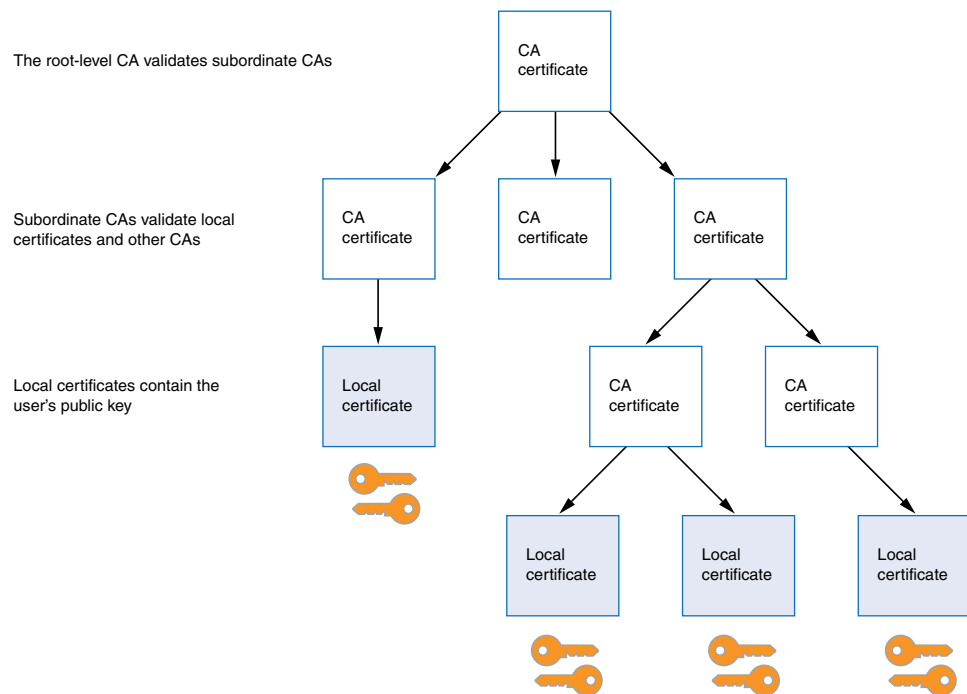 The root-level CA validates subordinate CAs
CA
certificate
Subordinate CAs validate local
certificates and other CAs
CA
certificate
CA
certificate
CA
certificate
Local certificates contain the
user's public key
Local
certificate
CA
certificate
CA
certificate
Local
certificate
Local
certificate
Local
certificate